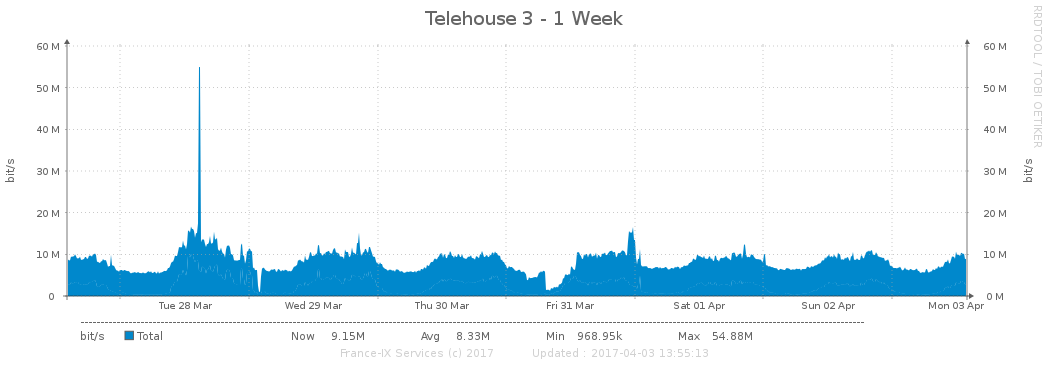 Telehouse 3 - 1 Week
RRDTOOL / TOBI OETIKER
60 M 60 M
50 M 50 M
40 M 40 M
30 M 30 M
20 M 20 M
10 M 10 M
0 0 M
bit/s bit/s
Tue 28 Mar Wed 29 Mar Thu 30 Mar Fri 31 Mar Sat 01 Apr Sun 02 Apr Mon 03 Apr
bit/s Total Now 9.15M Avg 8.33M Min 968.95k Max 54.88M
France-IX Services (c) 2017 Updated : 2017-04-03 13:55:13